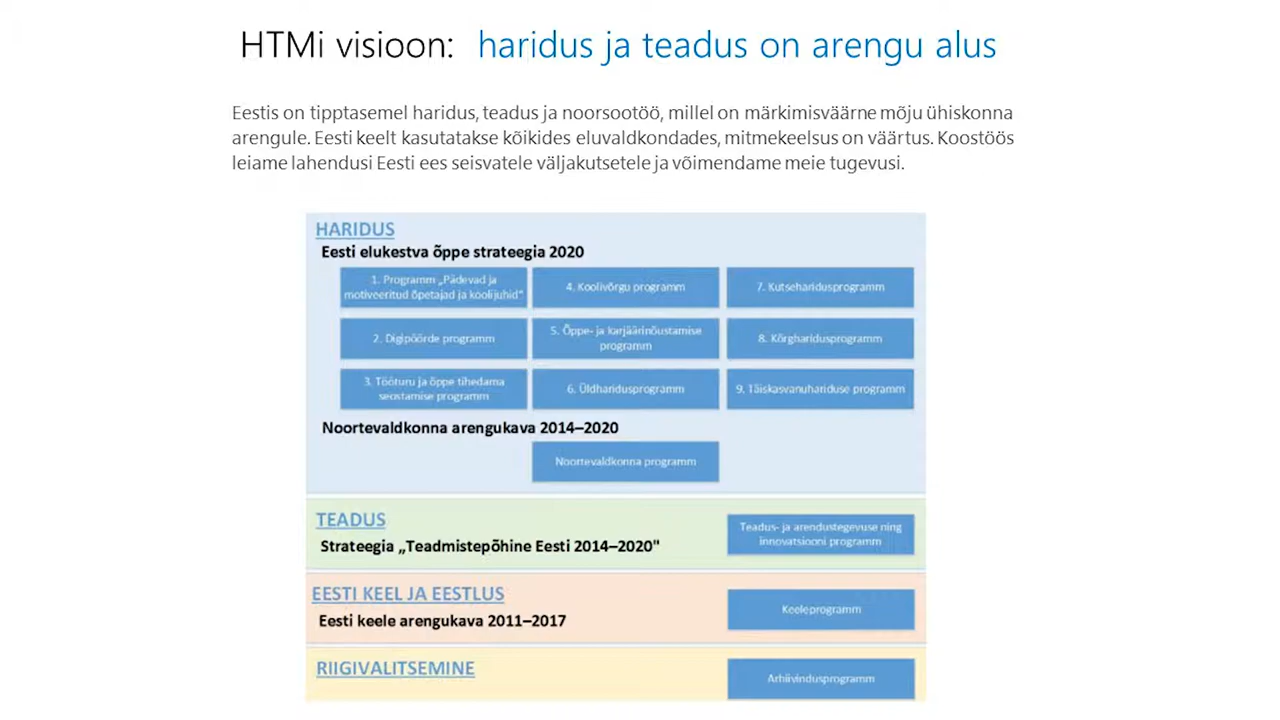 HTMi visioon: haridus ja teadus on arengu alus
Eestis on tipptasemel haridus, teadus ja noorsootöö, millel on märkimisväärne mõju ühiskonna
arengule. Eesti keelt kasutatakse kõikides eluvaldkondades, mitmekeelsus on väärtus. Koostöös
leiame lahendusi Eesti ees seisvatele väljakutsetele ja võimendame meie tugevusi.
HARIDUS
Eesti elukestva õppe strateegia 2020
1. Programm „Pädevad ja
motiveeritud õpetajad ja koolijuhid"
4. Koolivõrgu programm
7. Kutseharidusprogramm
2. Digipöörde programm
5. Õppe- ja karjäärinõustamise
programm
8. Kõrgharidusprogramm
3. Tööturu ja õppe tihedama
seostamise programm
6. Üldharidusprogramm
9. Täiskasvanuhariduse programm
Noortevaldkonna arengukava 2014–2020
Noortevaldkonna programm
TEADUS
Strateegia „Teadmistepõhine Eesti 2014–2020"
Teadus- ja arendustegevuse ning
innovatsiooni programm
EESTI KEEL JA EESTLUS
Eesti keele arengukava 2011–2017
Keeleprogramm
RIIGIVALITSEMINE
Arhiivindusprogramm